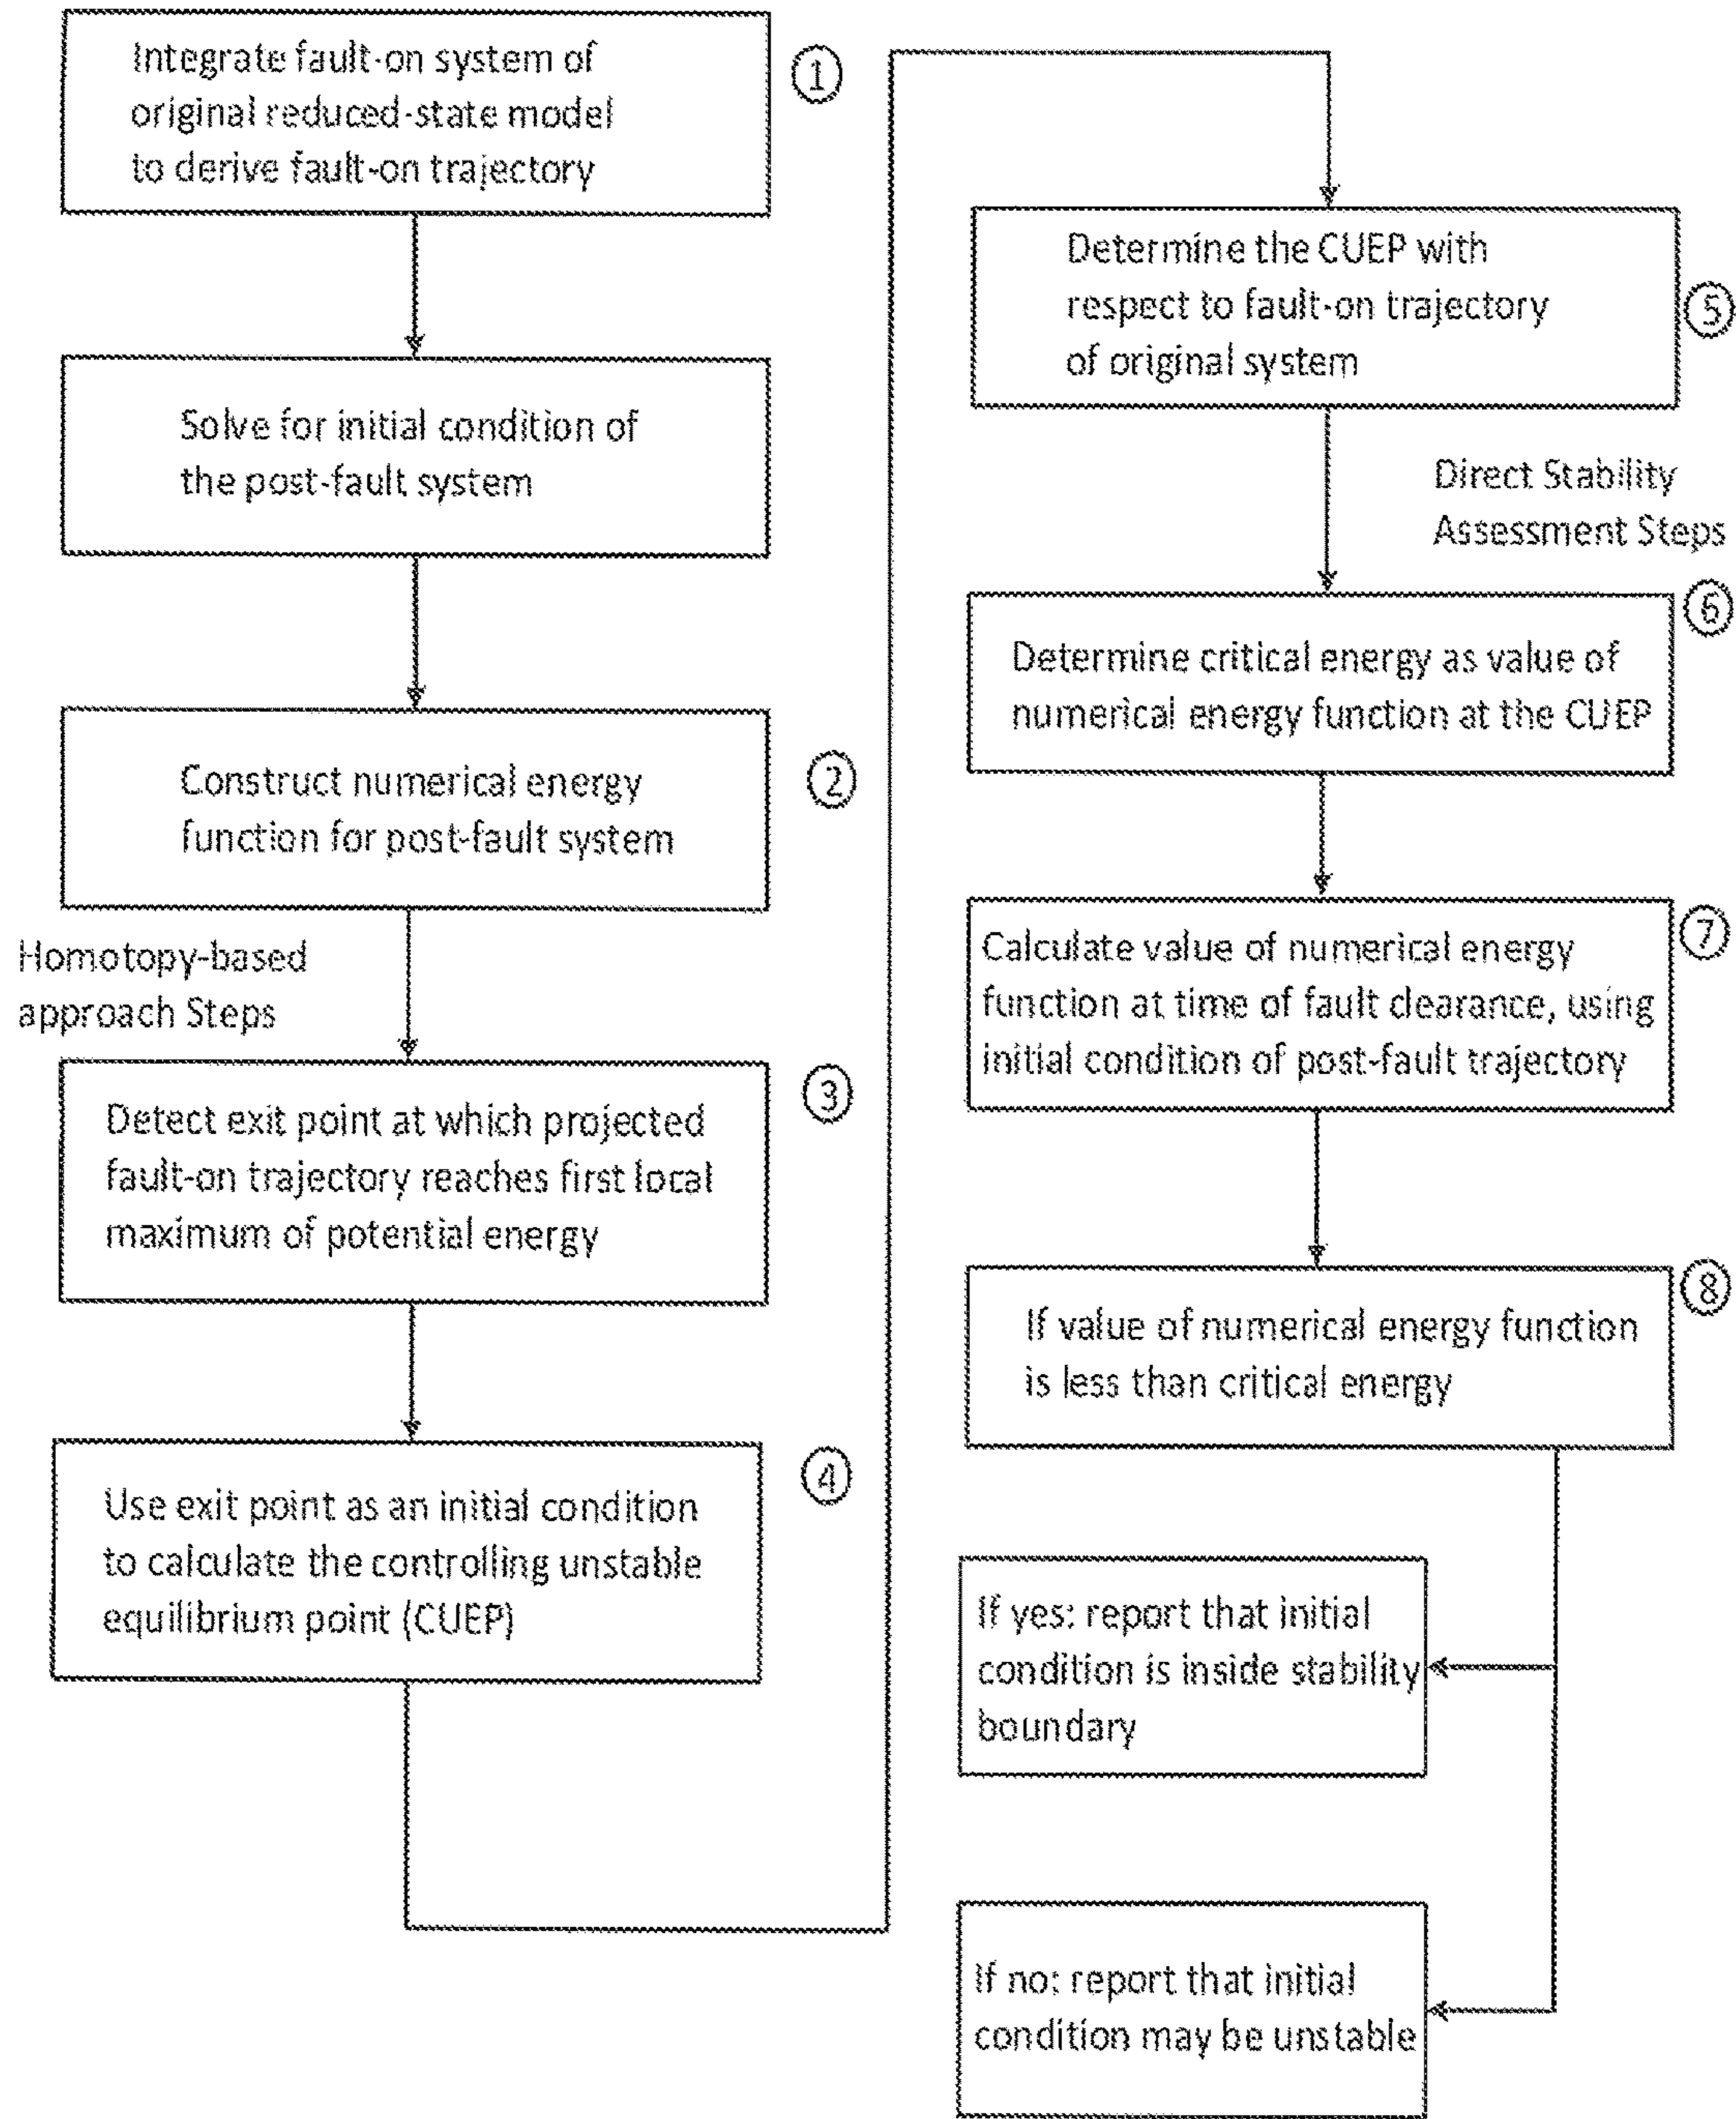 Integrate fault-on system of
original reduced-state model
to derive fault-on trajectory
1
Solve for initial condition of
the post-fault system
Construct numerical energy
function for post-fault system
2
Homotopy-based
approach Steps
Detect exit point at which projected
fault-on trajectory reaches first local
maximum of potential energy
3
Use exit point as an initial condition
to calculate the controlling unstable
equilibrium point (CUEP)
4
Determine the CUEP with
respect to fault-on trajectory
of original system
5
Direct Stability
Assessment Steps
6
Determine critical energy as value of
numerical energy function at the CUEP
7
Calculate value of numerical energy
function at time of fault clearance, using
initial condition of post-fault trajectory
8
If value of numerical energy function
is less than critical energy
If yes: report that initial
condition is inside stability
boundary
If no: report that initial
condition may be unstable